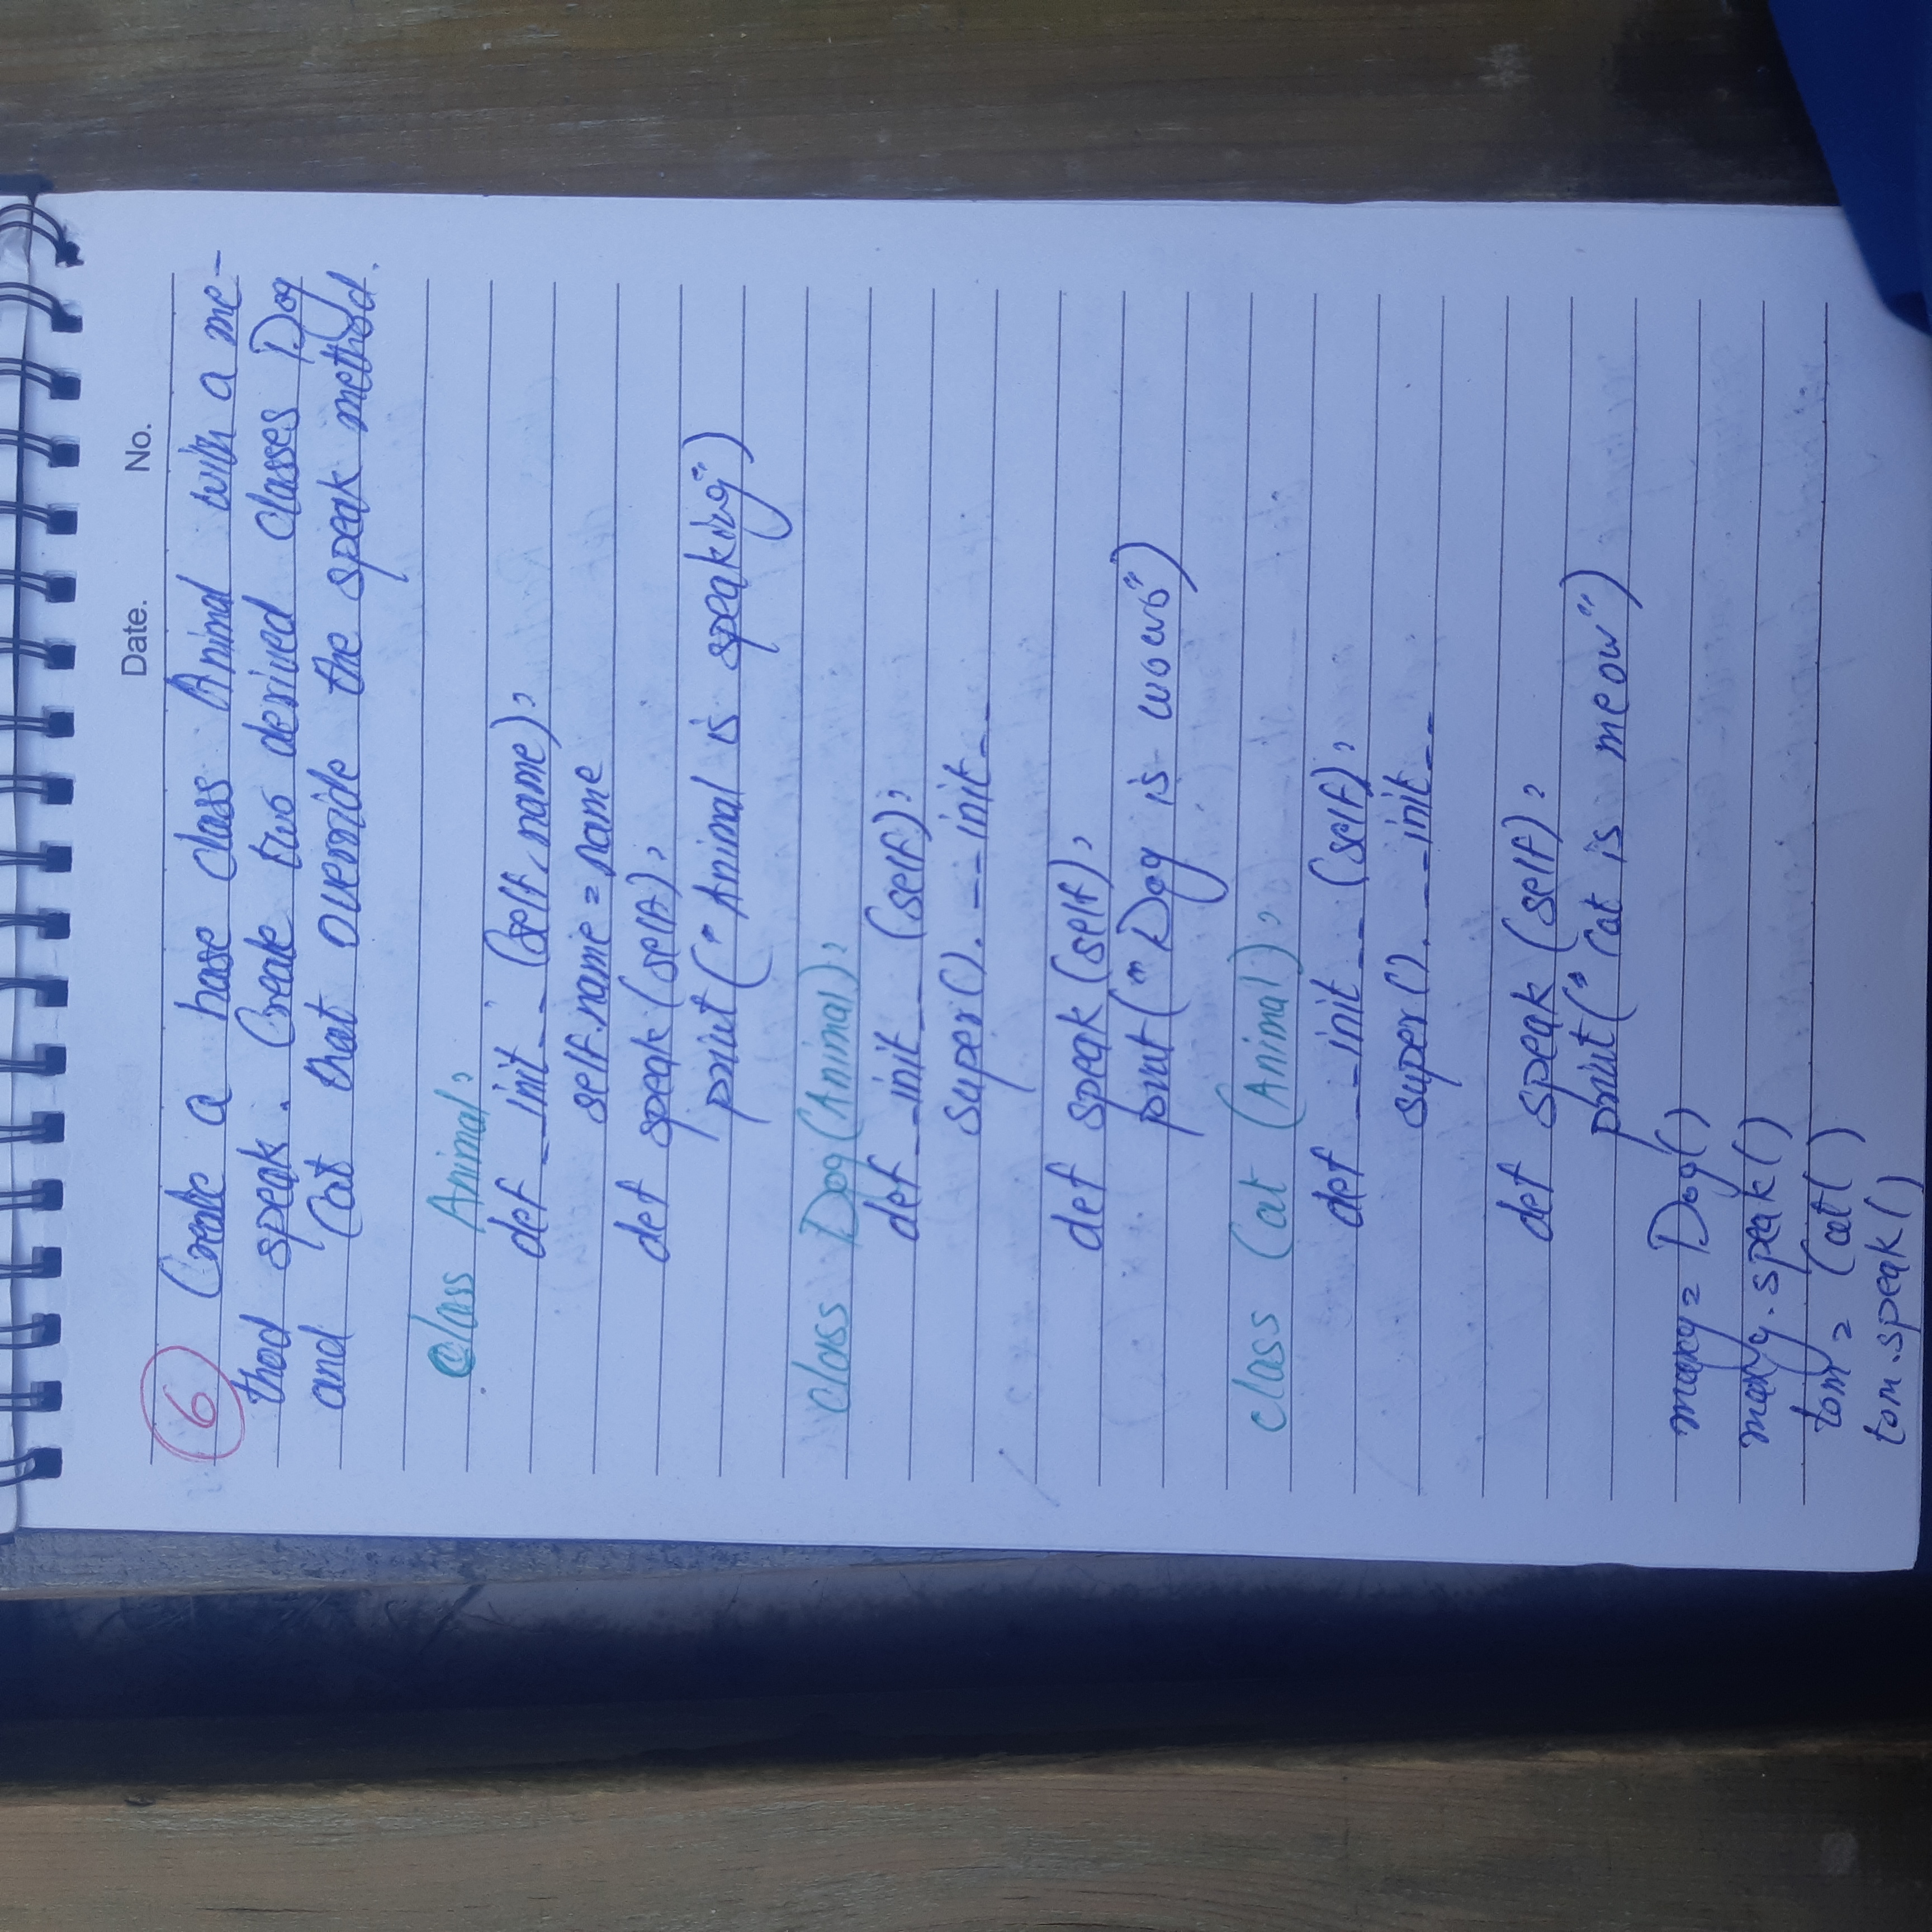 Date. No.
6 Create a base class Animal with a me-
thod speak. Create two derived classes Dog
and Cat that override the speak method.
class Animal:
def __init__ (self, name):
self.name = name
def speak (self):
print ("Animal is speaking")
class Dog (Animal):
def __init__ (self):
super().__init__
def speak (self):
print ("Dog is woow")
class Cat (Animal):
def __init__ (self):
super().__init__
def speak (self):
print ("Cat is meow")
= Dog()
.speak()
tom = Cat()
tom.speak()